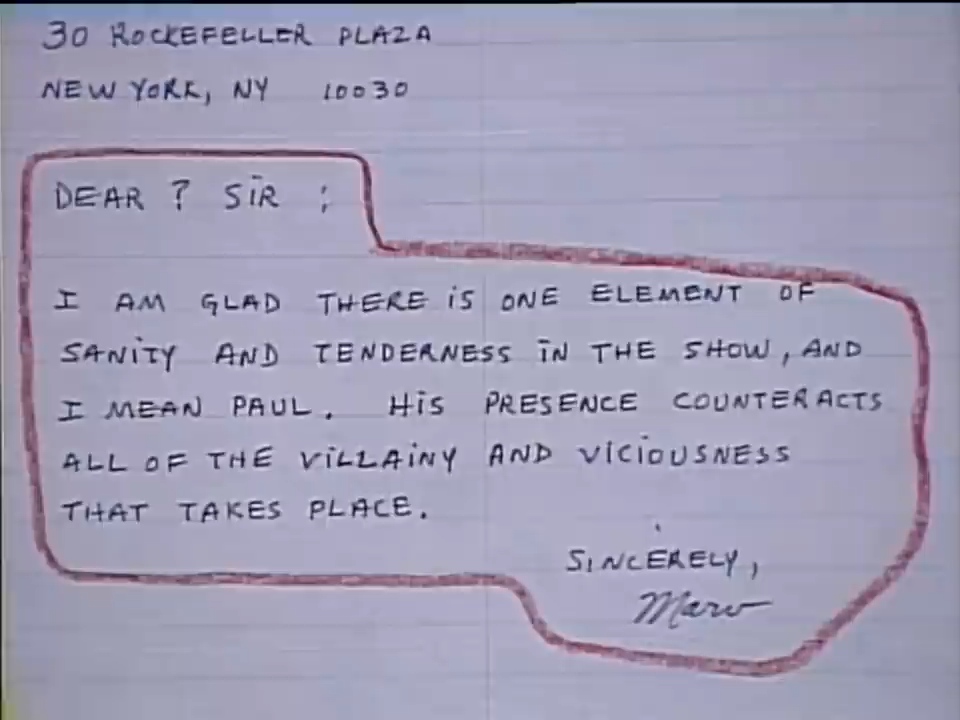 30 ROCKEFELLER PLAZA
NEW YORK, NY 10030
DEAR ? SIR :
I AM GLAD THERE IS ONE ELEMENT OF
SANITY AND TENDERNESS IN THE SHOW, AND
I MEAN PAUL. HIS PRESENCE COUNTERACTS
ALL OF THE VILLAINY AND VICIOUSNESS
THAT TAKES PLACE.
SINCERELY,
Marv